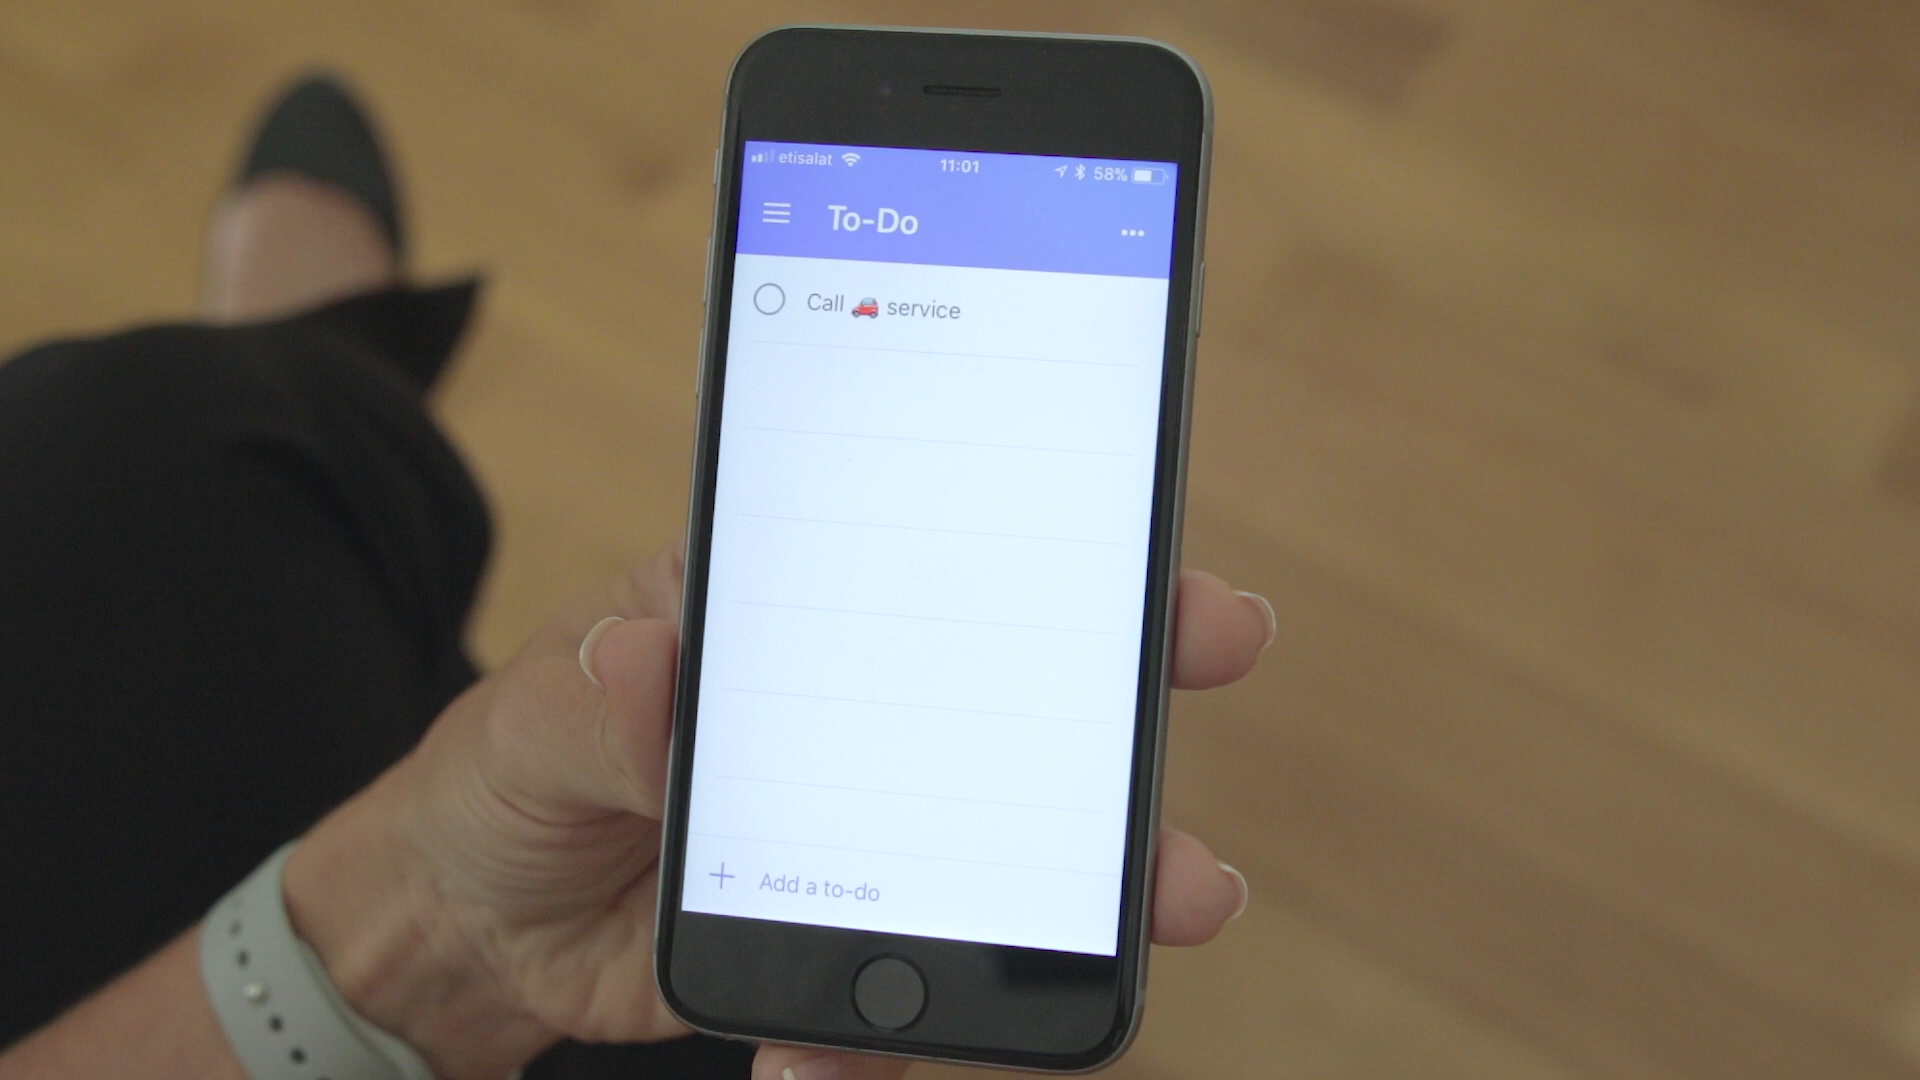 etisalat 11:01 58%
To-Do
Call 🚗 service
Add a to-do